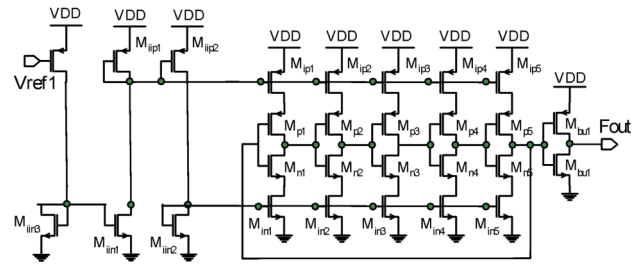 VDD VDD VDD
VDD VDD VDD VDD VDD
Miip1 Miip2
Vref1
Mip1 Mip2 Mip3 Mip4 Mip5
VDD
Mp1 Mp2 Mp3 Mp4 Mp5
Mbu1
Fout
Mn1 Mn2 Mn3 Mn4 Mn5
Mbu1
Miin3 Miin1 Miin2
Min1 Min2 Min3 Min4 Min5